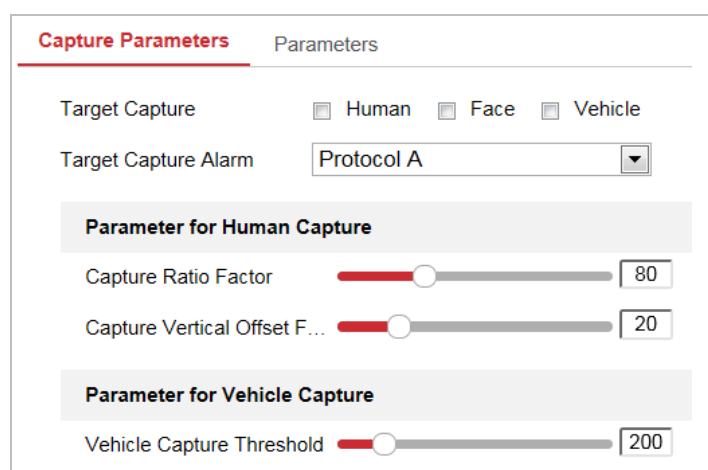 Capture Parameters Parameters
Target Capture Human Face Vehicle
Target Capture Alarm Protocol A
Parameter for Human Capture
Capture Ratio Factor 80
Capture Vertical Offset F... 20
Parameter for Vehicle Capture
Vehicle Capture Threshold 200